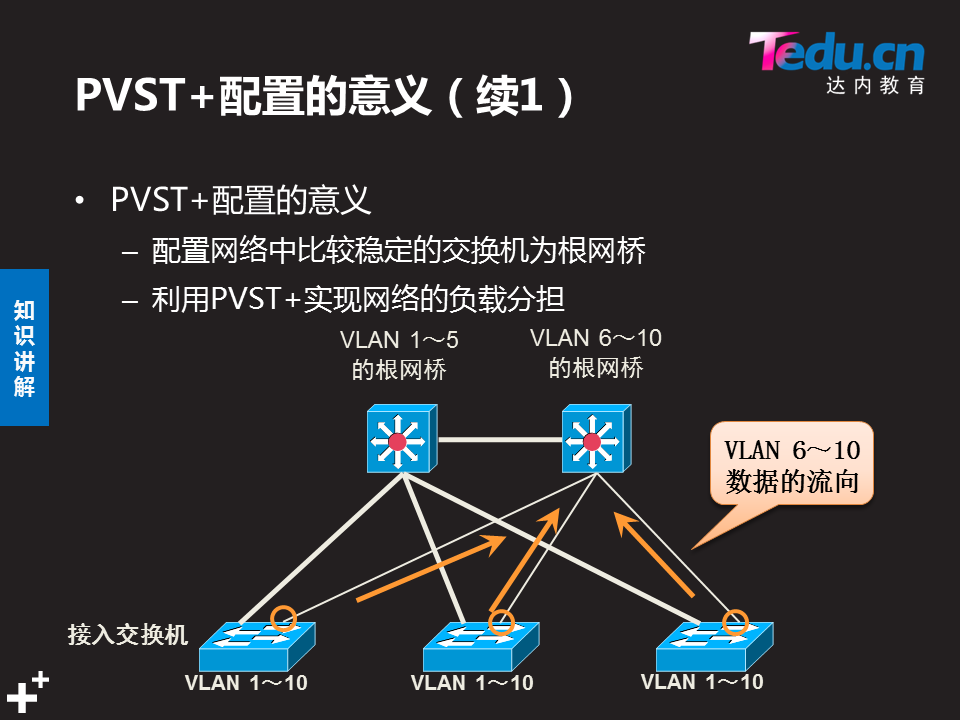 Tedu.cn
达内教育
PVST+配置的意义（续1）
• PVST+配置的意义
– 配置网络中比较稳定的交换机为根网桥
– 利用PVST+实现网络的负载分担
知识讲解
VLAN 1～5
的根网桥
VLAN 6～10
的根网桥
VLAN 6～10
数据的流向
接入交换机
VLAN 1～10
VLAN 1～10
VLAN 1～10